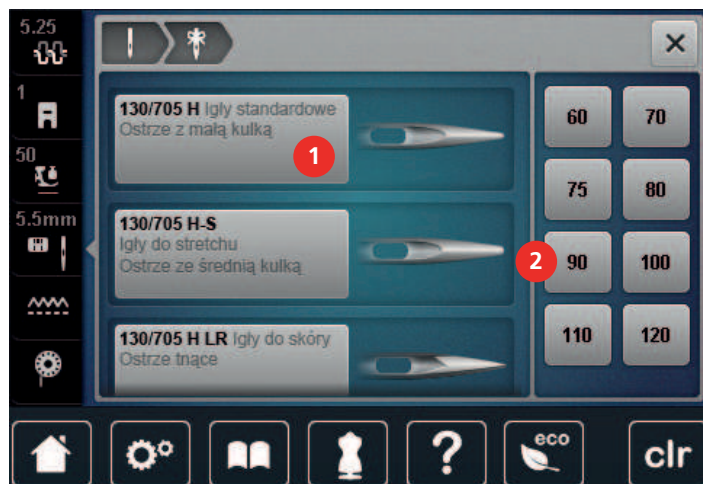 5.25
1
50
5.5mm
130/705 H Igły standardowe
Ostrze z małą kulką
1
130/705 H-S
Igły do stretchu
Ostrze ze średnią kulką
130/705 H LR Igły do skóry
Ostrze tnące
60 70
75 80
2
90 100
110 120
?
eco
clr